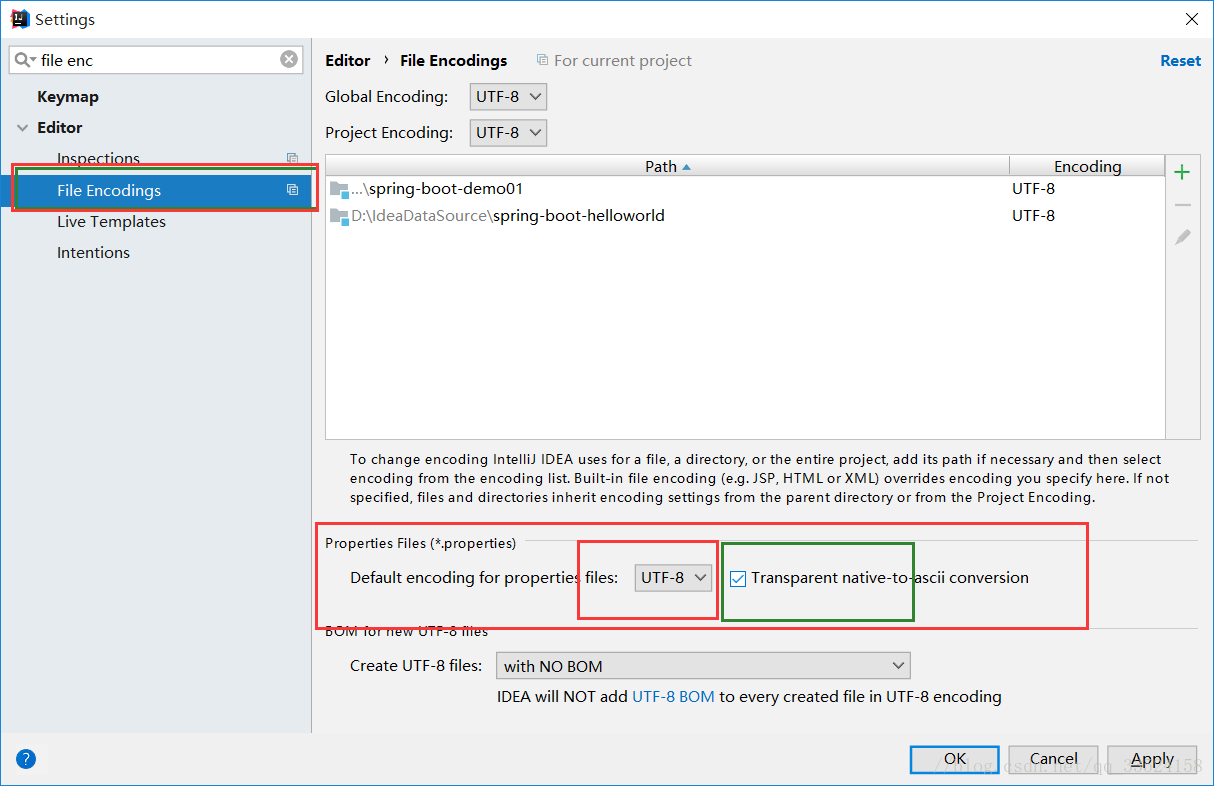 Settings
file enc
Editor › File Encodings For current project Reset
Keymap
Global Encoding: UTF-8
Editor
Project Encoding: UTF-8
Inspections
Path Encoding
File Encodings
...\spring-boot-demo01 UTF-8
Live Templates
D:\IdeaDataSource\spring-boot-helloworld UTF-8
Intentions
To change encoding IntelliJ IDEA uses for a file, a directory, or the entire project, add its path if necessary and then select
encoding from the encoding list. Built-in file encoding (e.g. JSP, HTML or XML) overrides encoding you specify here. If not
specified, files and directories inherit encoding settings from the parent directory or from the Project Encoding.
Properties Files (*.properties)
Default encoding for properties files: UTF-8 Transparent native-to-ascii conversion
BOM for new UTF-8 files
Create UTF-8 files: with NO BOM
IDEA will NOT add UTF-8 BOM to every created file in UTF-8 encoding
?
OK Cancel Apply